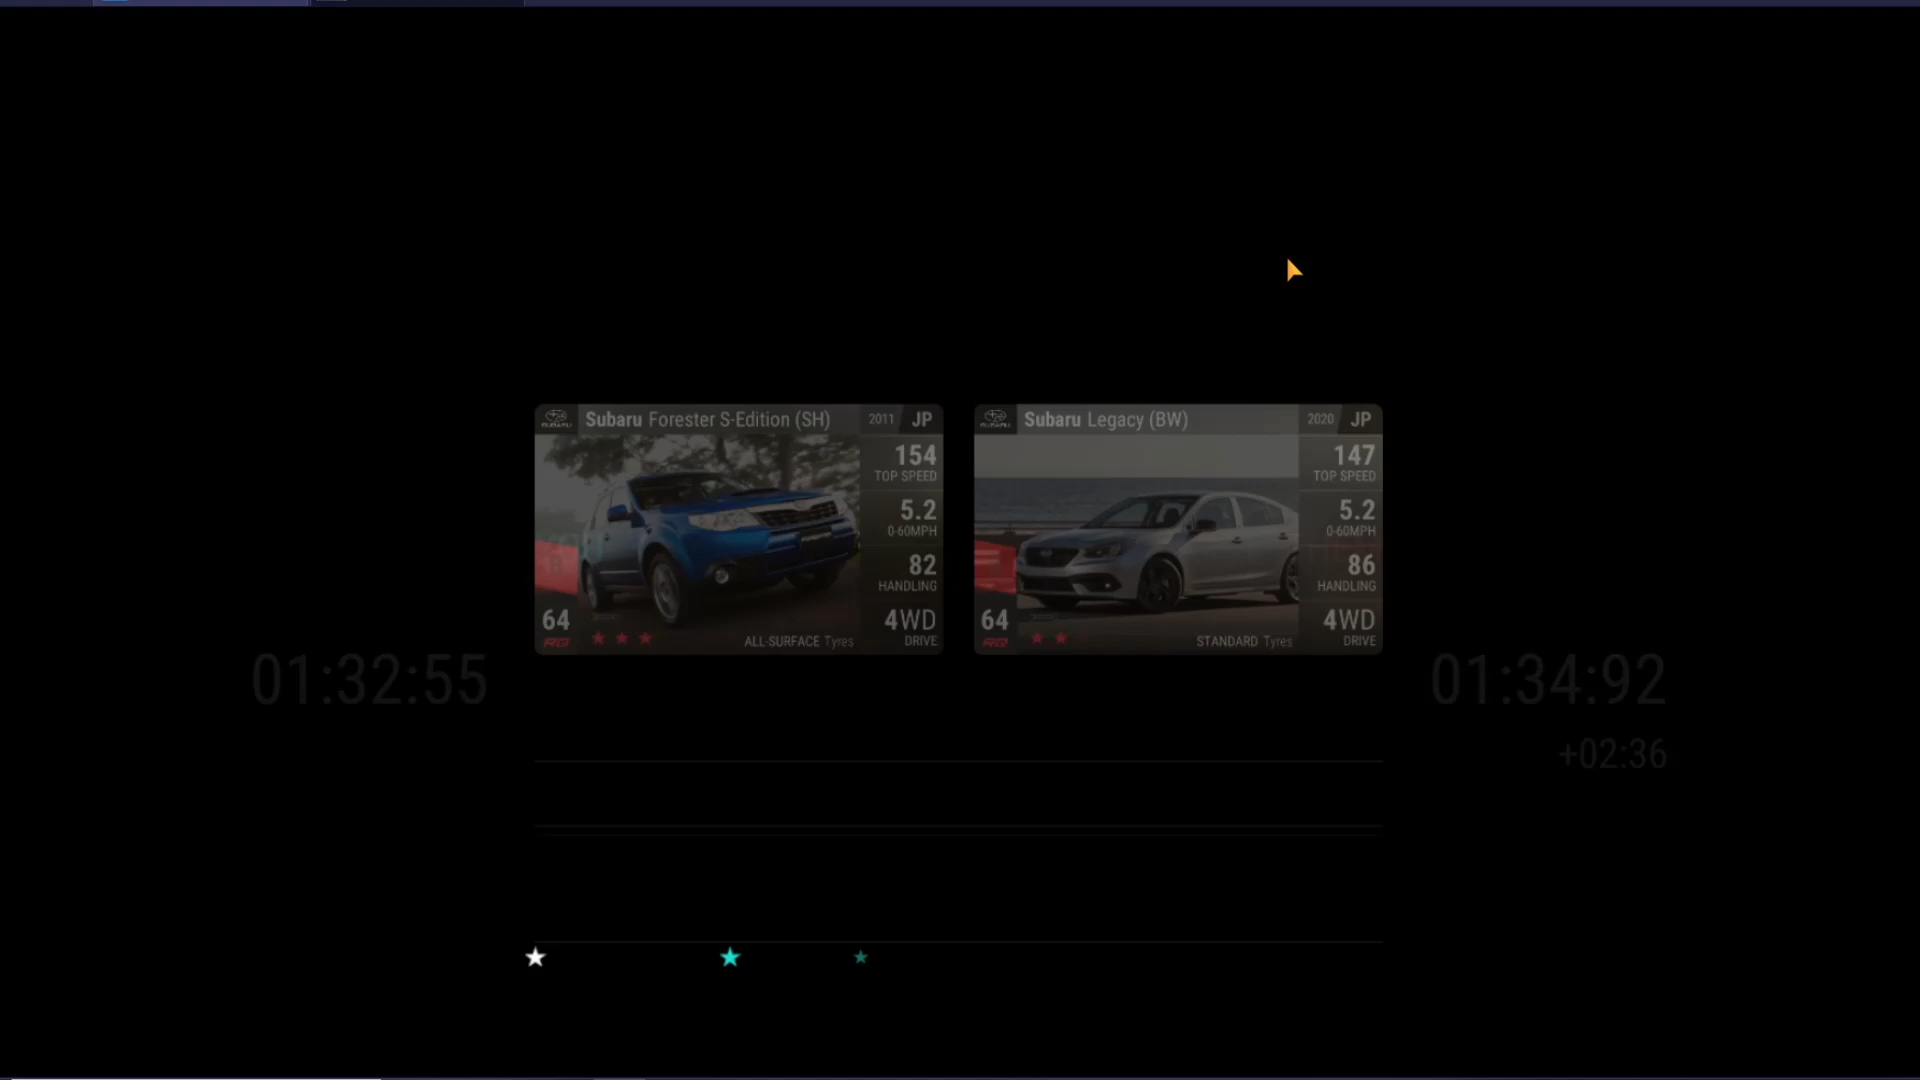 Subaru Forester S-Edition (SH) 2011 JP
154
TOP SPEED
5.2
0-60MPH
82
HANDLING
4WD
DRIVE
64
RQ
ALL-SURFACE Tyres
Subaru Legacy (BW) 2020 JP
147
TOP SPEED
5.2
0-60MPH
86
HANDLING
4WD
DRIVE
64
RQ
STANDARD Tyres
01:32:55
01:34:92
+02:36